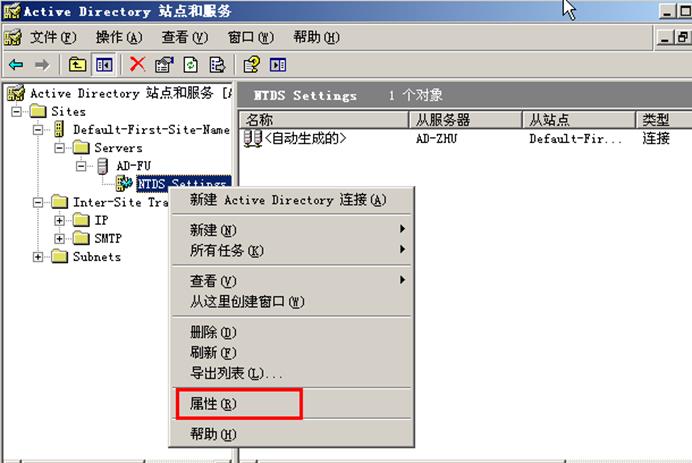 Active Directory 站点和服务
文件(F) 操作(A) 查看(V) 窗口(W) 帮助(H)
Active Directory 站点和服务 [A
Sites
Default-First-Site-Name
Servers
AD-FU
NTDS Settings
Inter-Site Tra
IP
SMTP
Subnets
NTDS Settings 1 个对象
名称 从服务器 从站点 类型
<自动生成的> AD-ZHU Default-Fir... 连接
新建 Active Directory 连接(A)
新建(N)
所有任务(K)
查看(V)
从这里创建窗口(W)
删除(D)
刷新(F)
导出列表(L)...
属性(R)
帮助(H)